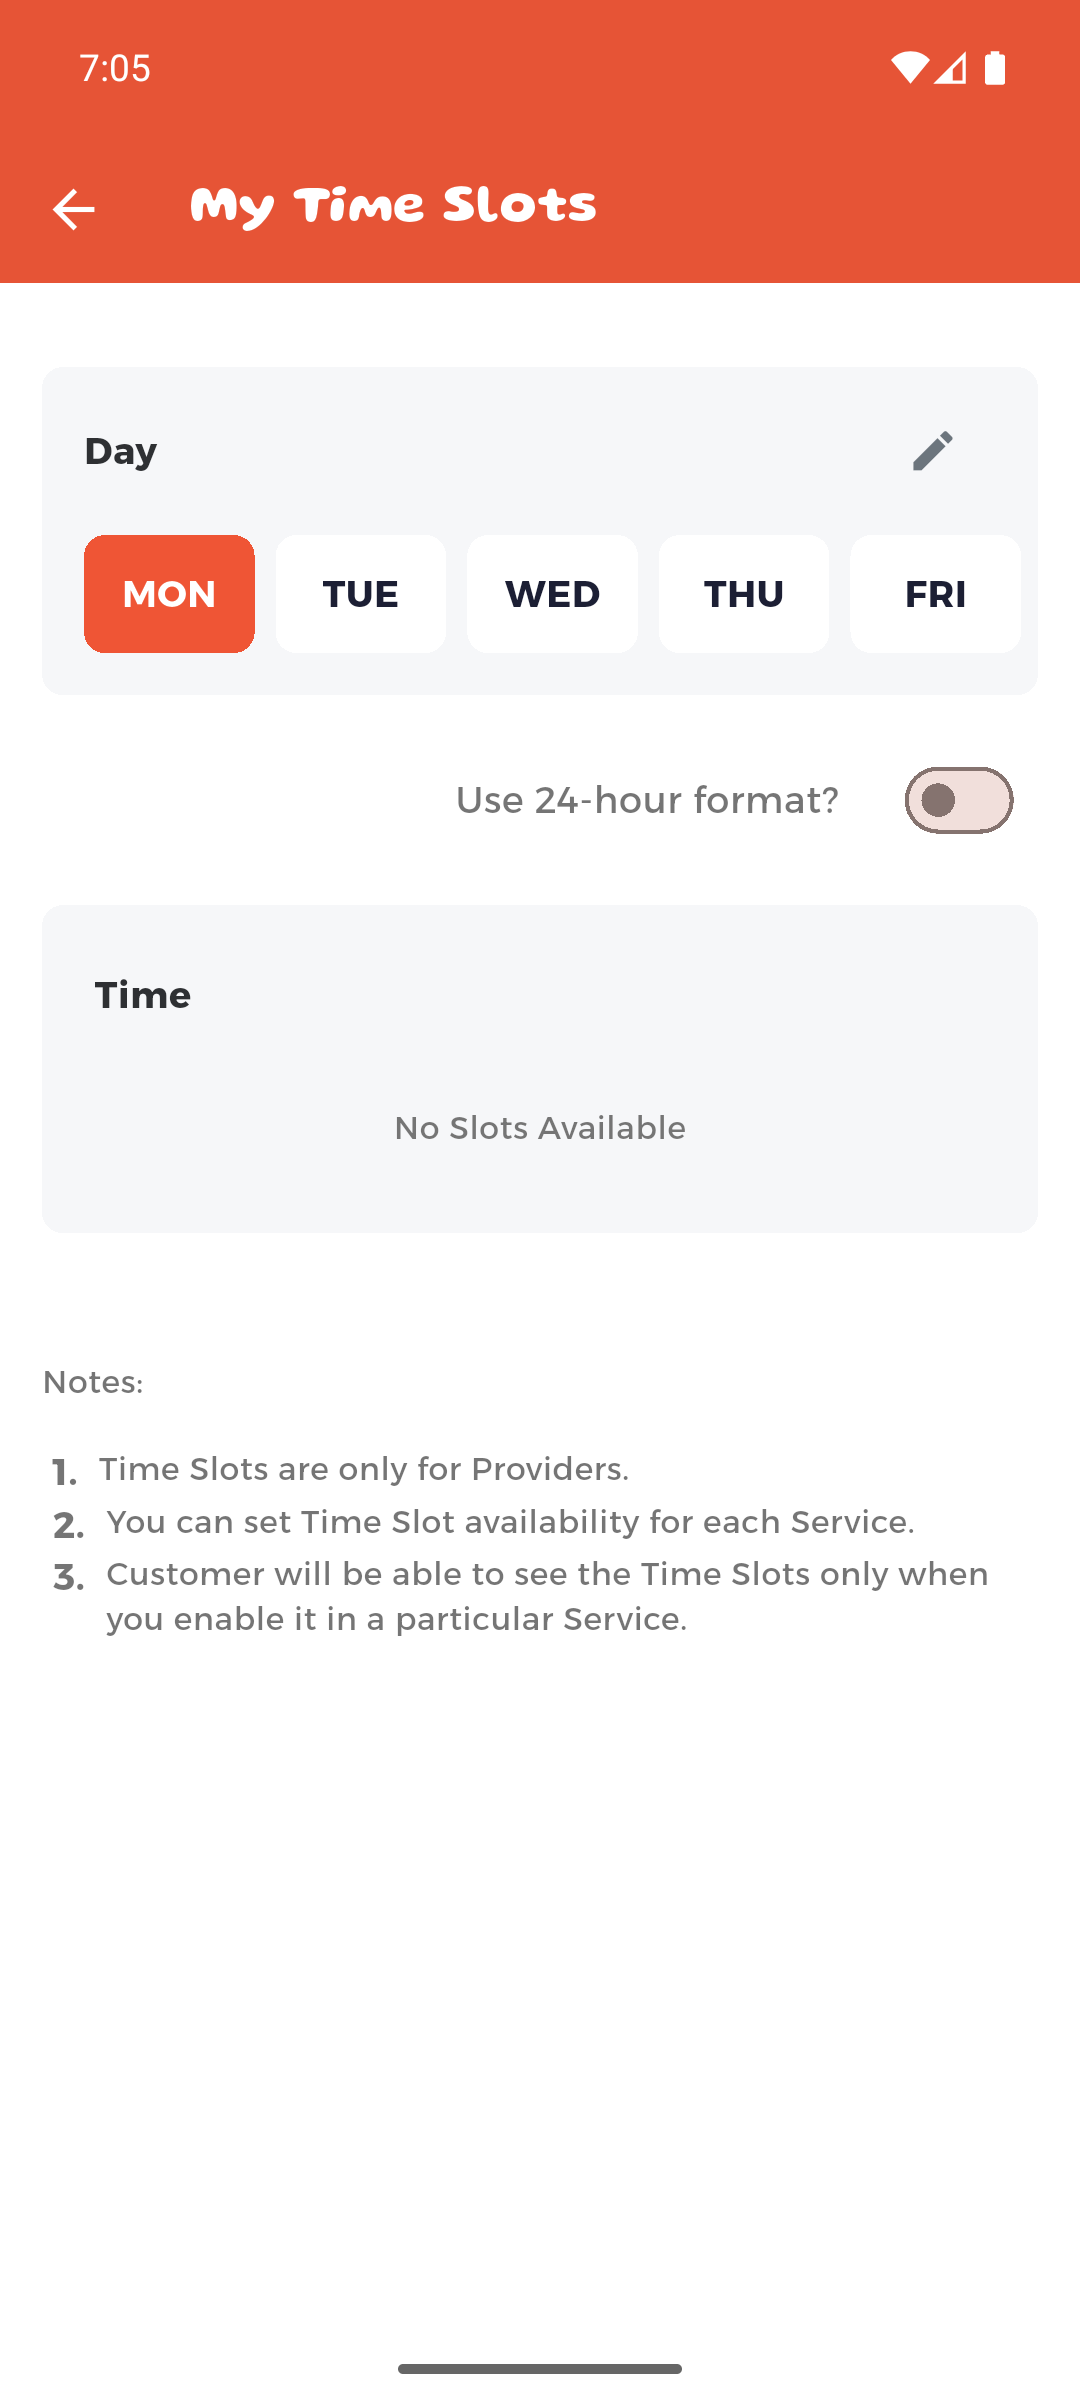 7:05
My Time Slots
Day
MON TUE WED THU FRI
Use 24-hour format?
Time
No Slots Available
Notes:
1. Time Slots are only for Providers.
2. You can set Time Slot availability for each Service.
3. Customer will be able to see the Time Slots only when
you enable it in a particular Service.